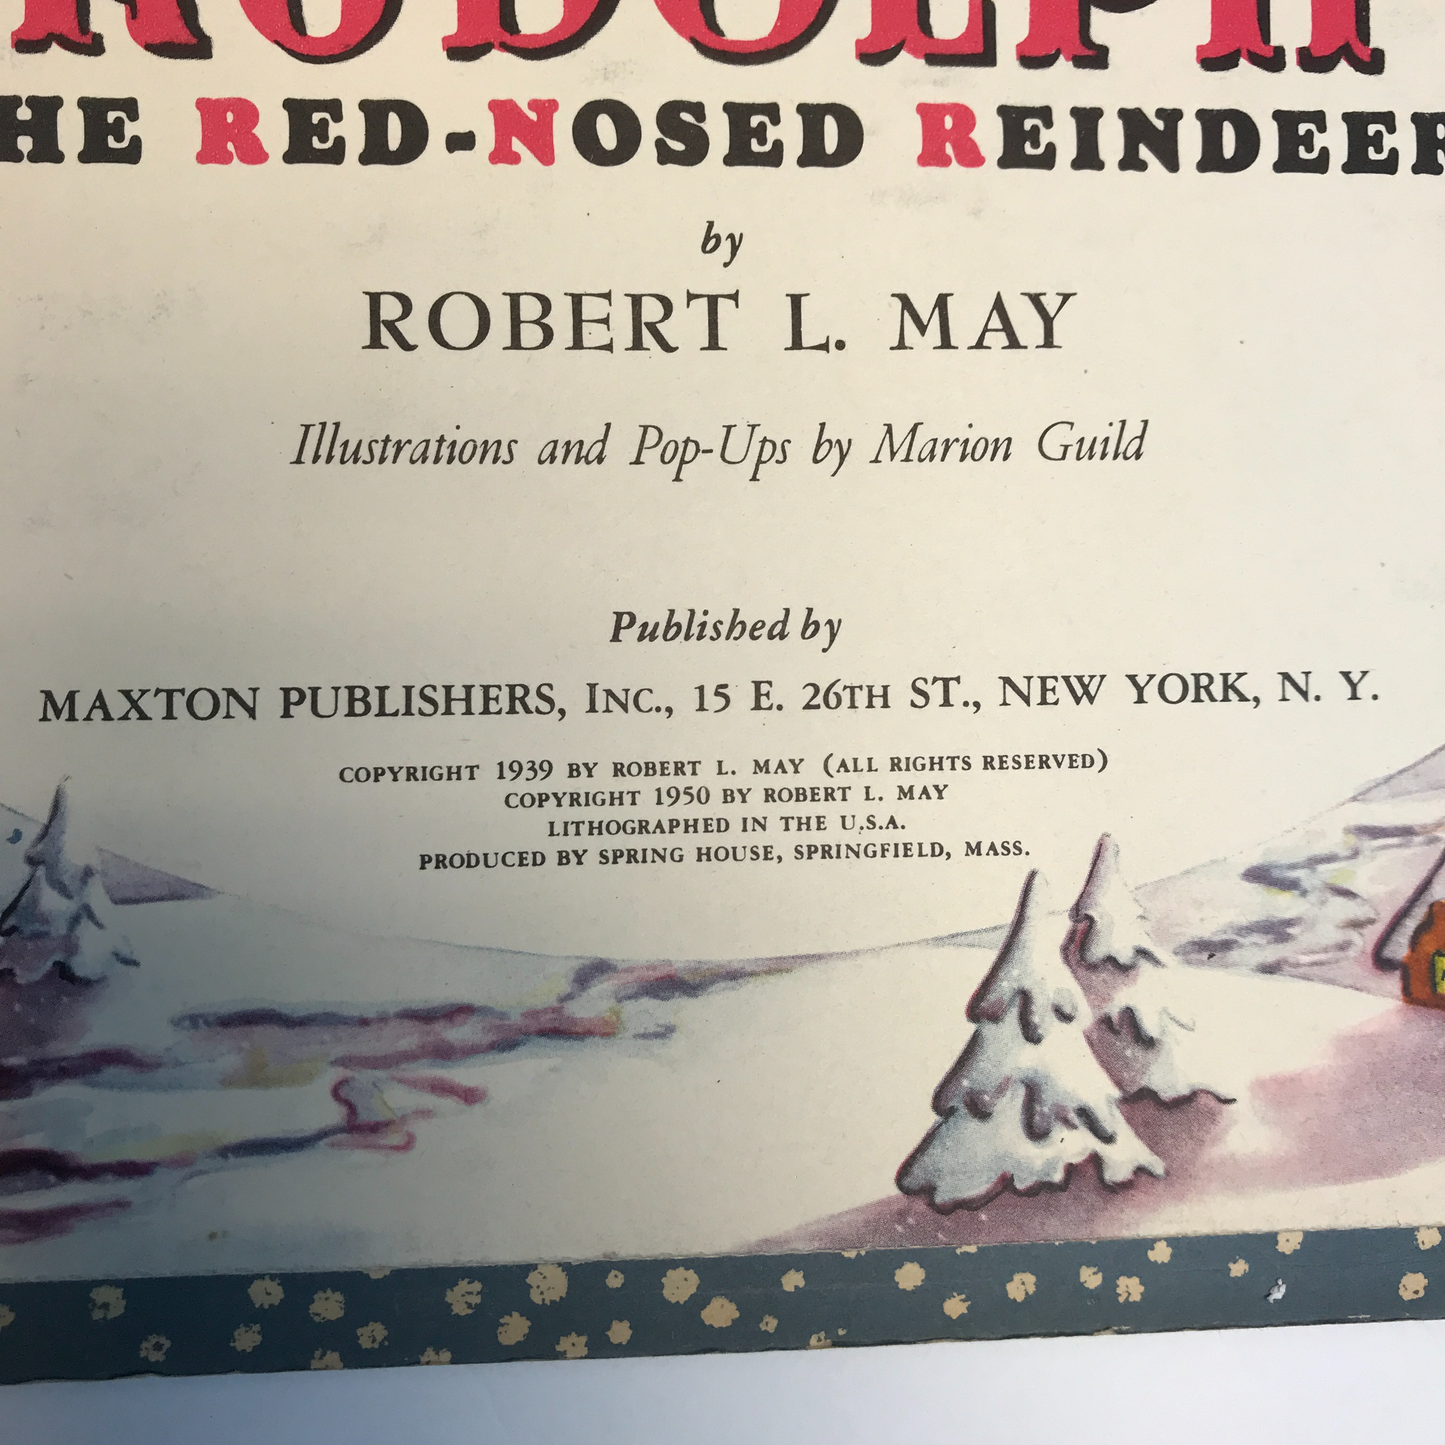 RUDOLPH
HE RED-NOSED REINDEER
by
ROBERT L. MAY
Illustrations and Pop-Ups by Marion Guild
Published by
MAXTON PUBLISHERS, INC., 15 E. 26TH ST., NEW YORK, N. Y.
COPYRIGHT 1939 BY ROBERT L. MAY (ALL RIGHTS RESERVED)
COPYRIGHT 1950 BY ROBERT L. MAY
LITHOGRAPHED IN THE U.S.A.
PRODUCED BY SPRING HOUSE, SPRINGFIELD, MASS.